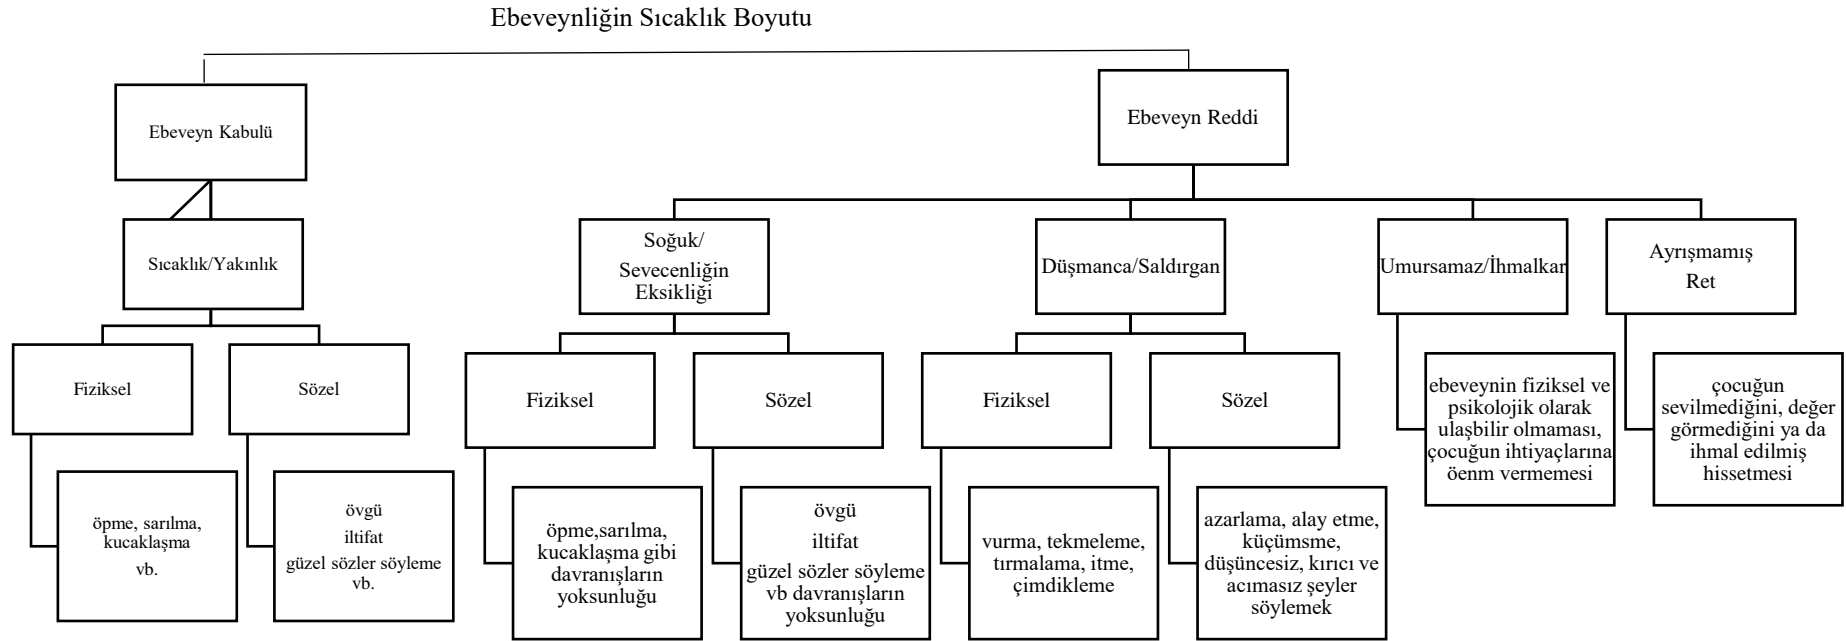 Ebeveynliğin Sıcaklık Boyutu
Ebeveyn Kabulü
Ebeveyn Reddi
Sıcaklık/Yakınlık
Soğuk/
Sevecenliğin
Eksikliği
Düşmanca/Saldırgan
Umursamaz/İhmalkar
Ayrışmamış
Ret
Fiziksel
Sözel
Fiziksel
Sözel
Fiziksel
Sözel
ebeveynin fiziksel ve
psikolojik olarak
ulaşbilir olmaması,
çocuğun ihtiyaçlarına
öenm vermemesi
çocuğun
sevilmediğini, değer
görmediğini ya da
ihmal edilmiş
hissetmesi
öpme, sarılma,
kucaklaşma
vb.
övgü
iltifat
güzel sözler söyleme
vb.
öpme,sarılma,
kucaklaşma gibi
davranışların
yoksunluğu
övgü
iltifat
güzel sözler söyleme
vb davranışların
yoksunluğu
vurma, tekmeleme,
tırmalama, itme,
çimdikleme
azarlama, alay etme,
küçümsme,
düşüncesiz, kırıcı ve
acımasız şeyler
söylemek